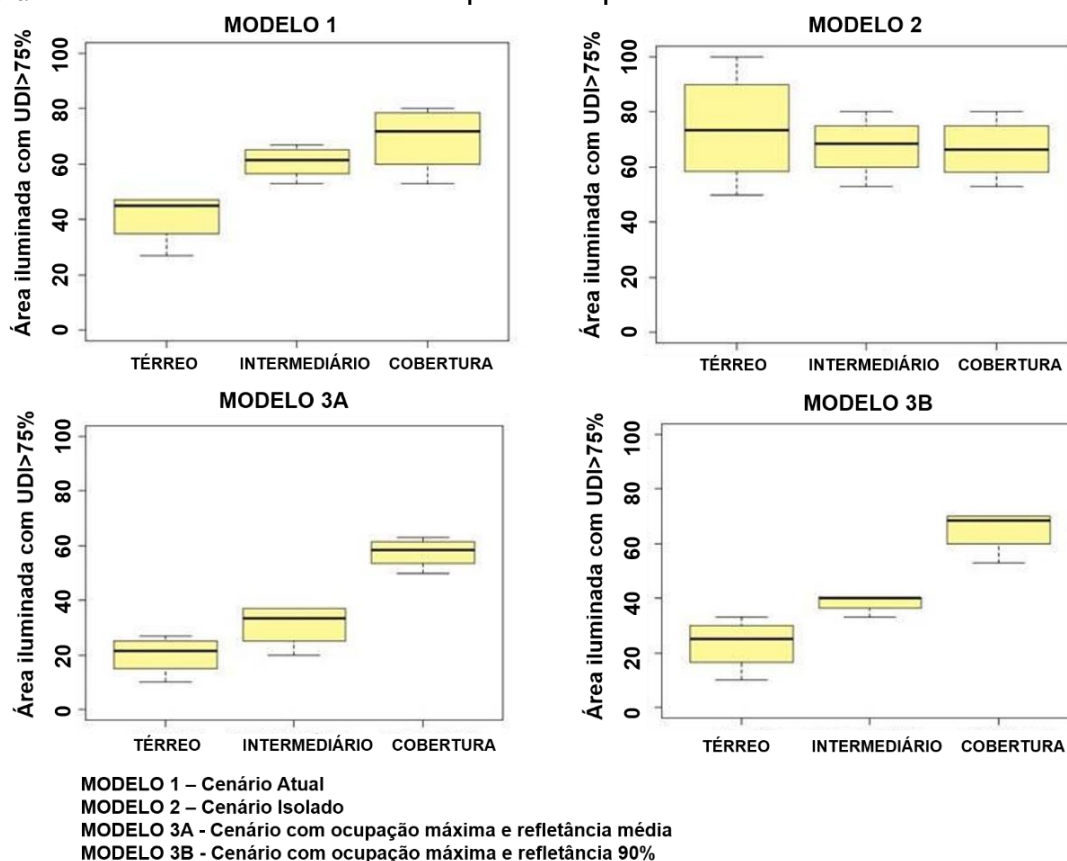 MODELO 1
Área iluminada com UDI>75%
100
80
60
40
20
0
TÉRREO INTERMEDIÁRIO COBERTURA
MODELO 2
Área iluminada com UDI>75%
100
80
60
40
20
0
TÉRREO INTERMEDIÁRIO COBERTURA
MODELO 3A
Área iluminada com UDI>75%
100
80
60
40
20
0
TÉRREO INTERMEDIÁRIO COBERTURA
MODELO 3B
Área iluminada com UDI>75%
100
80
60
40
20
0
TÉRREO INTERMEDIÁRIO COBERTURA
MODELO 1 – Cenário Atual
MODELO 2 – Cenário Isolado
MODELO 3A - Cenário com ocupação máxima e refletância média
MODELO 3B - Cenário com ocupação máxima e refletância 90%